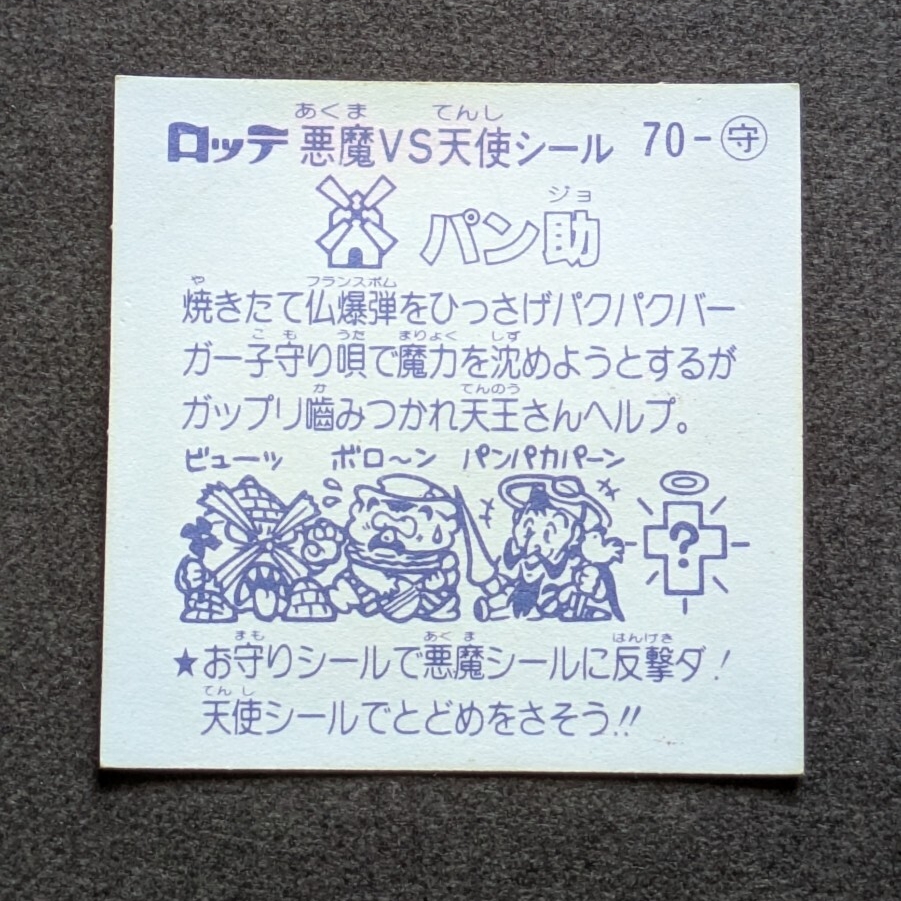 あくま てんし
ロッテ 悪魔VS天使シール 70-守
ジョ
パン助
や フランスボム
焼きたて仏爆弾をひっさげパクパクバー
こも うた まりょく しず
ガー子守り唄で魔力を沈めようとするが
か てんのう
ガップリ嚙みつかれ天王さんヘルプ。
ビューッ ボロ〜ン パンパカパーン
?
まも あくま はんげき
★お守りシールで悪魔シールに反撃ダ!
てんし
天使シールでとどめをさそう!!